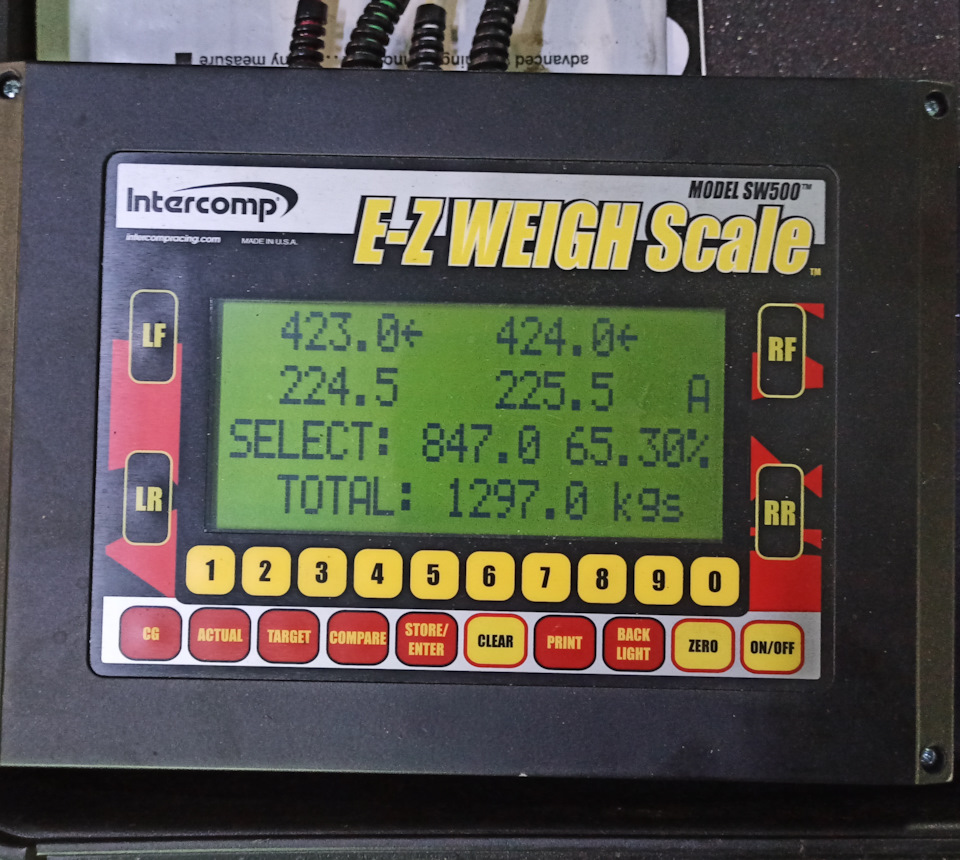 advanced
Intercomp®
MODEL SW500™
intercompracing.com MADE IN U.S.A.
E-Z WEIGH Scale™
LF
423.0← 424.0←
RF
224.5 225.5 A
SELECT: 847.0 65.30%
LR
TOTAL: 1297.0 kgs
RR
1 2 3 4 5 6 7 8 9 0
CG ACTUAL TARGET COMPARE STORE/ENTER CLEAR PRINT BACK LIGHT ZERO ON/OFF